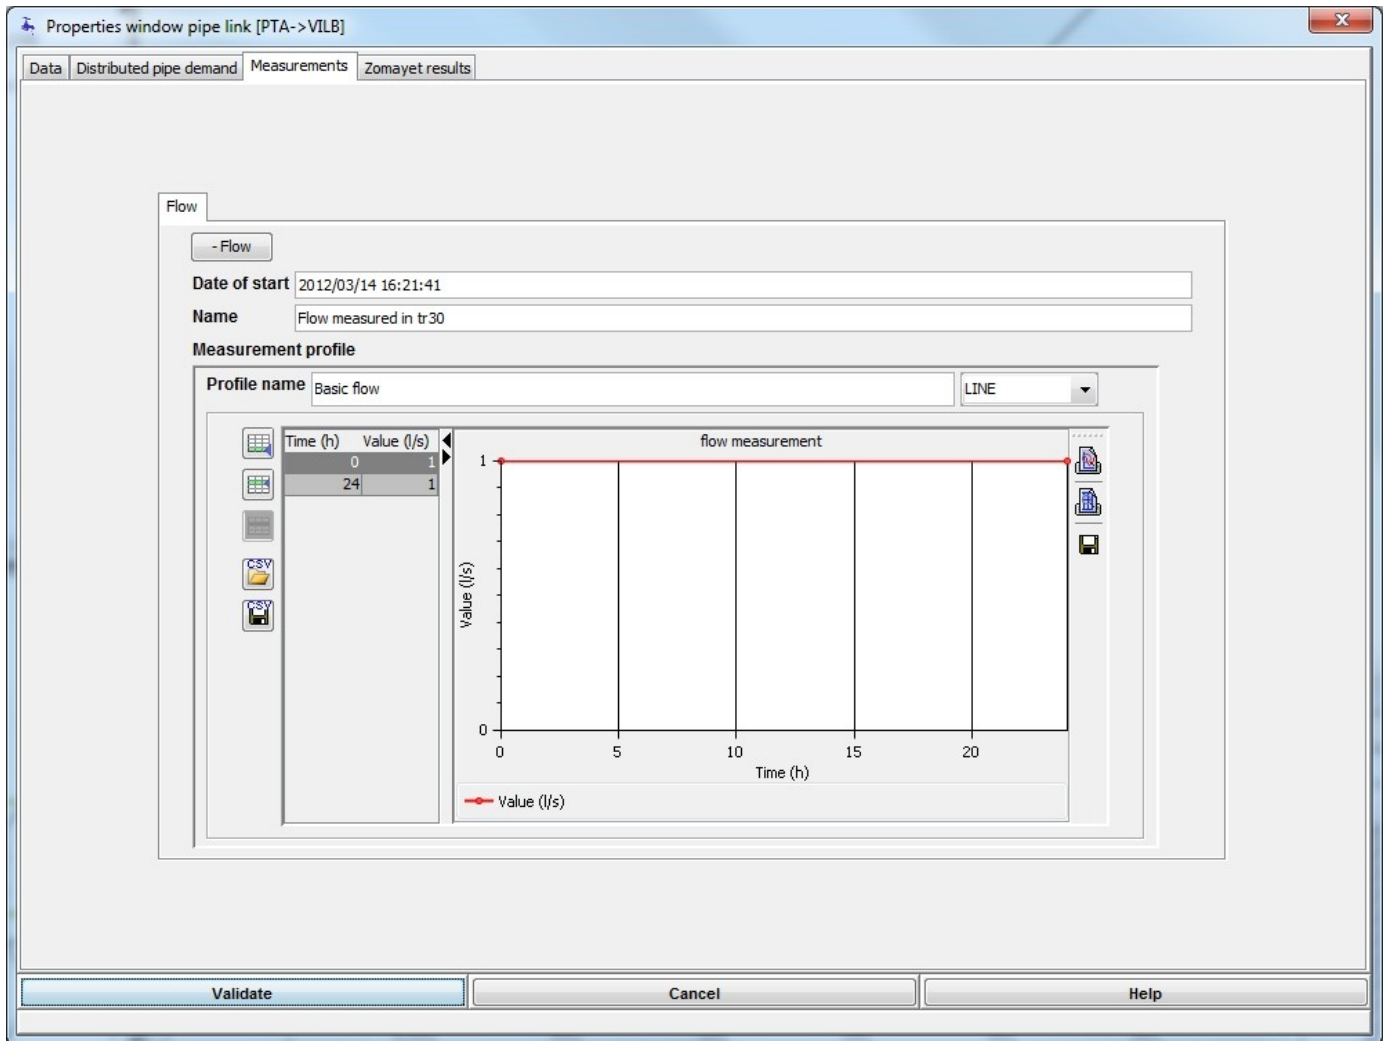 Properties window pipe link [PTA->VILB]
Data Distributed pipe demand Measurements Zomayet results
Flow
- Flow
Date of start 2012/03/14 16:21:41
Name Flow measured in tr30
Measurement profile
Profile name Basic flow LINE
Time (h) Value (l/s)
0 1
24 1
CSV
CSV
flow measurement
1
0
Value (l/s)
0 5 10 15 20
Time (h)
Value (l/s)
Validate Cancel Help